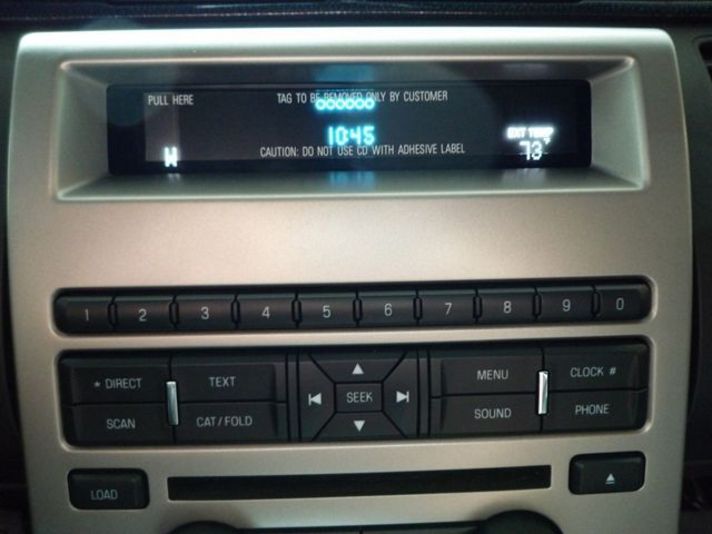 PULL HERE TAG TO BE REMOVED ONLY BY CUSTOMER
10:45 EXT TEMP
W CAUTION: DO NOT USE CD WITH ADHESIVE LABEL 73°F
1 2 3 4 5 6 7 8 9 0
* DIRECT TEXT MENU CLOCK #
SEEK
SCAN CAT/FOLD SOUND PHONE
LOAD